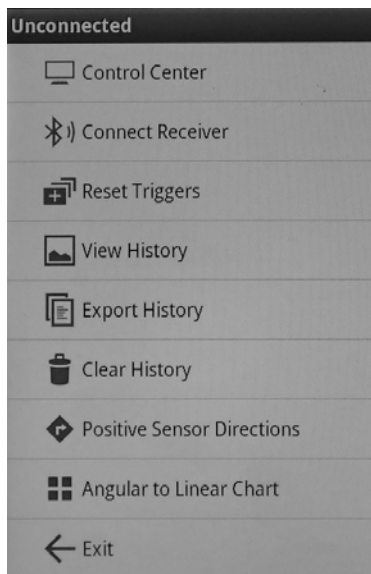 Unconnected
Control Center
Connect Receiver
Reset Triggers
View History
Export History
Clear History
Positive Sensor Directions
Angular to Linear Chart
Exit